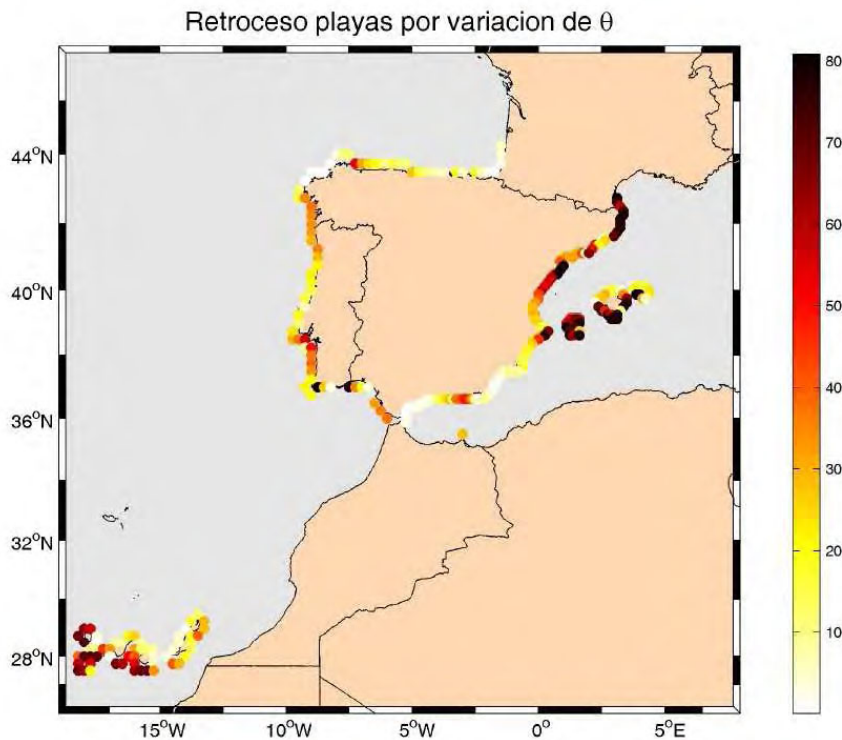 Retroceso playas por variacion de θ
44°N
40°N
36°N
32°N
28°N
15°W
10°W
5°W
0°
5°E
80
70
60
50
40
30
20
10